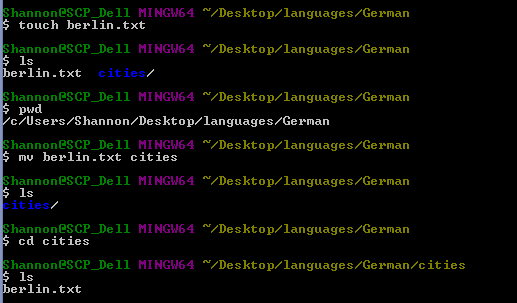 Shannon@SCP_Dell MINGW64 ~/Desktop/languages/German
$ touch berlin.txt
Shannon@SCP_Dell MINGW64 ~/Desktop/languages/German
$ ls
berlin.txt  cities/
Shannon@SCP_Dell MINGW64 ~/Desktop/languages/German
$ pwd
/c/Users/Shannon/Desktop/languages/German
Shannon@SCP_Dell MINGW64 ~/Desktop/languages/German
$ mv berlin.txt cities
Shannon@SCP_Dell MINGW64 ~/Desktop/languages/German
$ ls
cities/
Shannon@SCP_Dell MINGW64 ~/Desktop/languages/German
$ cd cities
Shannon@SCP_Dell MINGW64 ~/Desktop/languages/German/cities
$ ls
berlin.txt